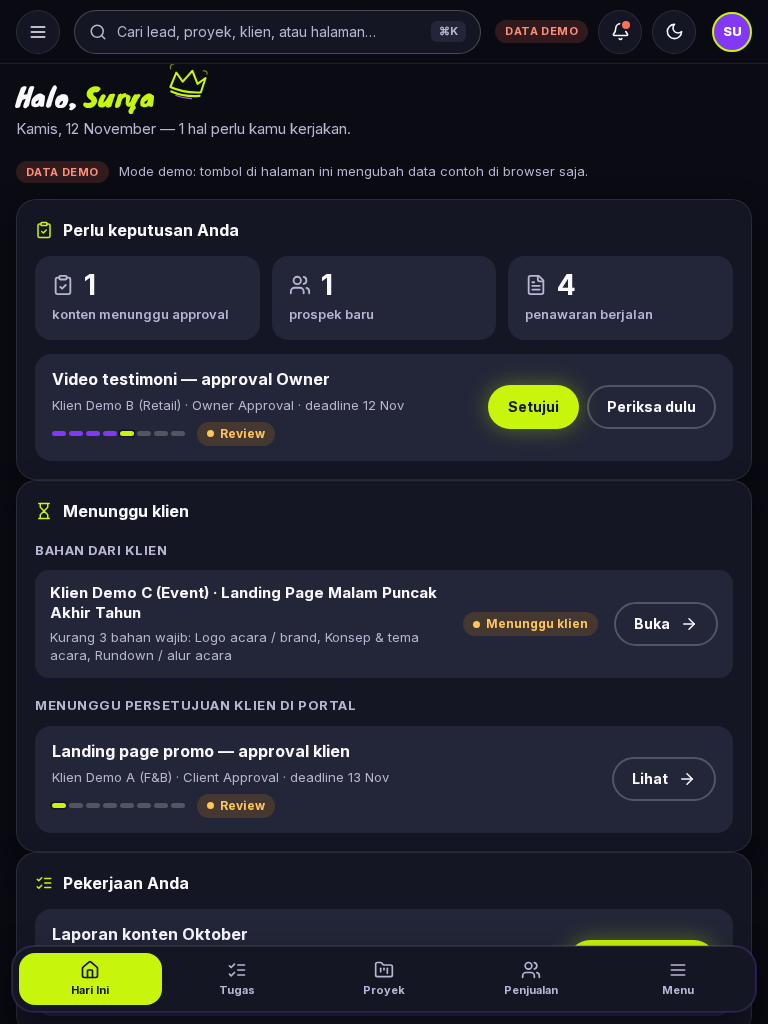 Cari lead, proyek, klien, atau halaman…
⌘K
DATA DEMO
SU
Halo, Surya
Kamis, 12 November — 1 hal perlu kamu kerjakan.
DATA DEMO
Mode demo: tombol di halaman ini mengubah data contoh di browser saja.
Perlu keputusan Anda
1
konten menunggu approval
1
prospek baru
4
penawaran berjalan
Video testimoni — approval Owner
Klien Demo B (Retail) · Owner Approval · deadline 12 Nov
Review
Setujui
Periksa dulu
Menunggu klien
BAHAN DARI KLIEN
Klien Demo C (Event) · Landing Page Malam Puncak
Akhir Tahun
Kurang 3 bahan wajib: Logo acara / brand, Konsep & tema
acara, Rundown / alur acara
Menunggu klien
Buka
MENUNGGU PERSETUJUAN KLIEN DI PORTAL
Landing page promo — approval klien
Klien Demo A (F&B) · Client Approval · deadline 13 Nov
Review
Lihat
Pekerjaan Anda
Laporan konten Oktober
Hari Ini
Tugas
Proyek
Penjualan
Menu